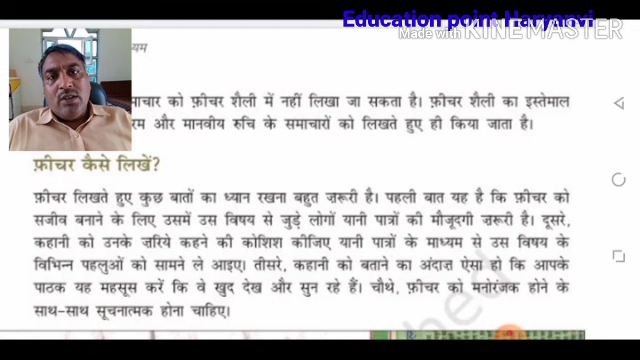 Education point Haryanvi
Made with KINEMASTER
यम
माचार को फ़ीचर शैली में नहीं लिखा जा सकता है। फ़ीचर शैली का इस्तेमाल
रम और मानवीय रुचि के समाचारों को लिखते हुए ही किया जाता है।
फ़ीचर कैसे लिखें?
फ़ीचर लिखते हुए कुछ बातों का ध्यान रखना बहुत ज़रूरी है। पहली बात यह है कि फ़ीचर को
सजीव बनाने के लिए उसमें उस विषय से जुड़े लोगों यानी पात्रों की मौजूदगी ज़रूरी है। दूसरे,
कहानी को उनके ज़रिये कहने की कोशिश कीजिए यानी पात्रों के माध्यम से उस विषय के
विभिन्न पहलुओं को सामने ले आइए। तीसरे, कहानी को बताने का अंदाज़ ऐसा हो कि आपके
पाठक यह महसूस करें कि वे खुद देख और सुन रहे हैं। चौथे, फ़ीचर को मनोरंजक होने के
साथ-साथ सूचनात्मक होना चाहिए।